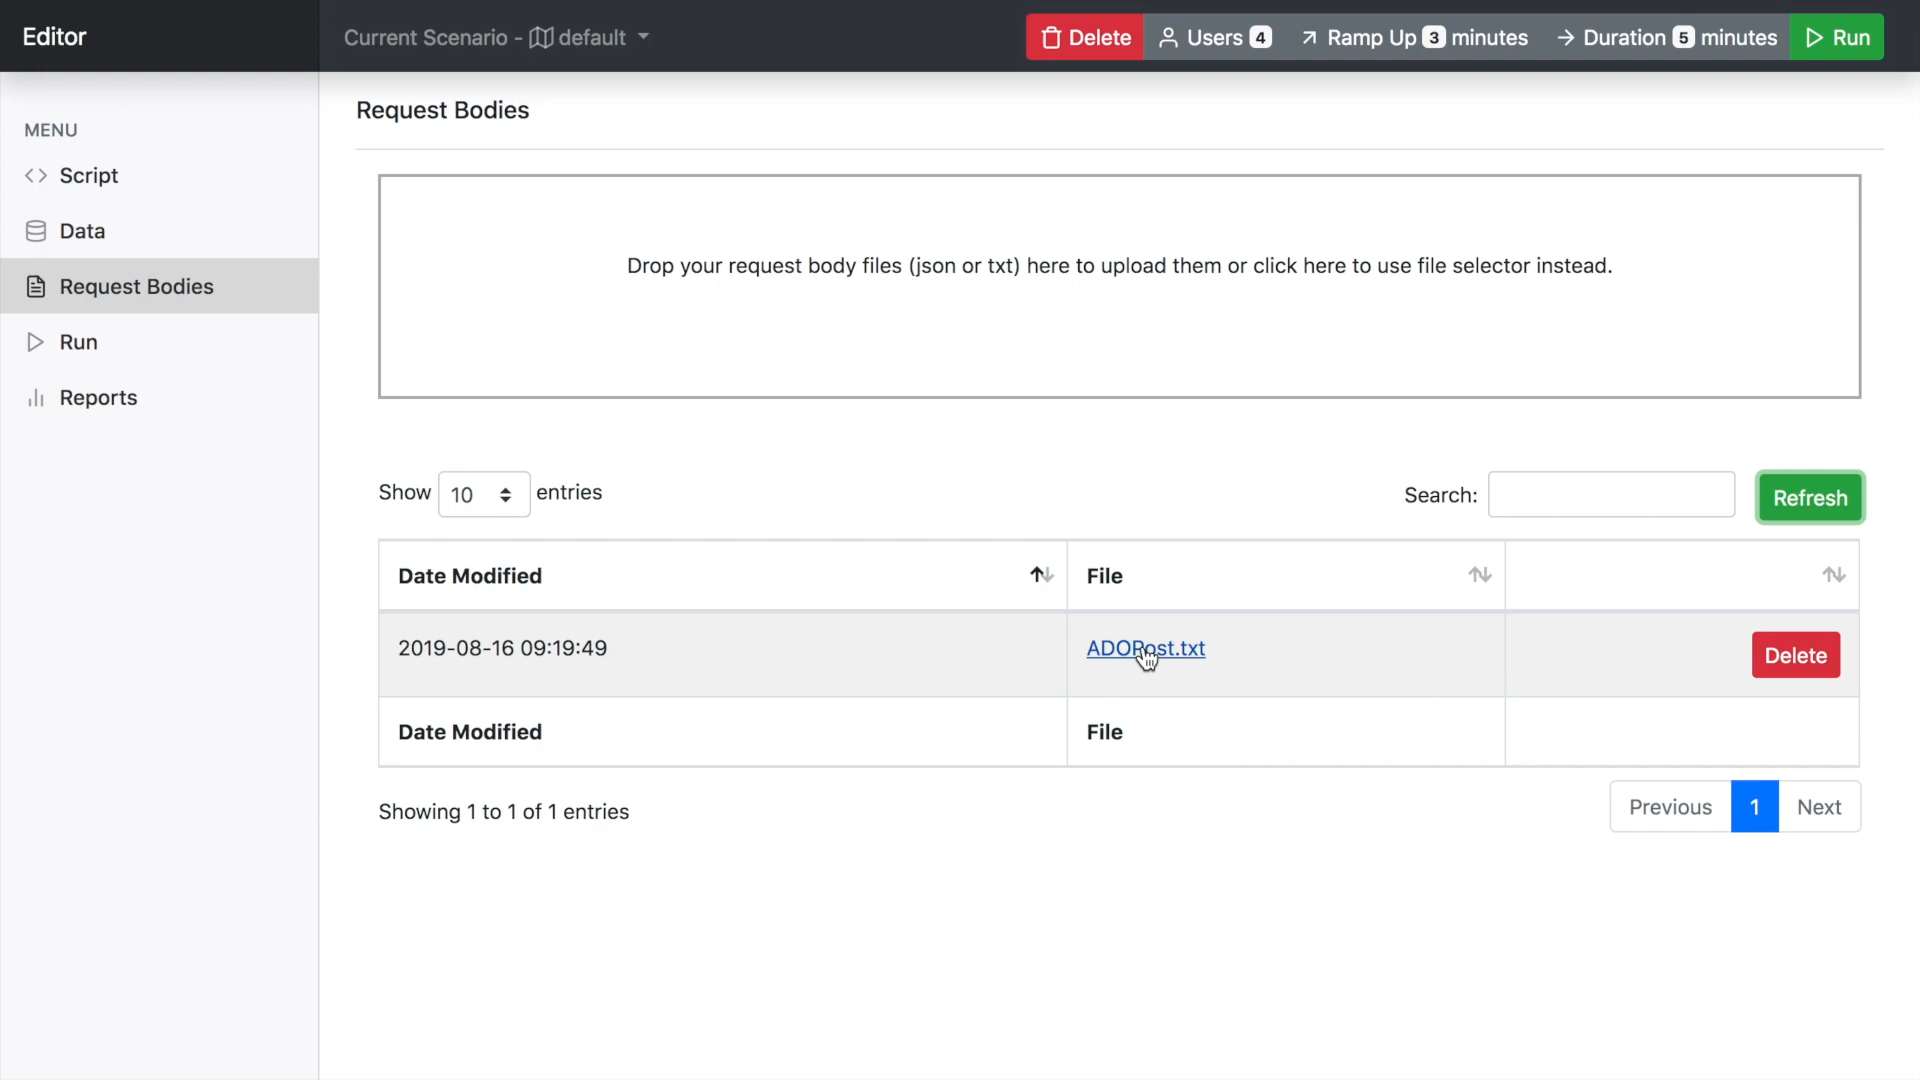 Editor
Current Scenario - default
Delete
Users 4
Ramp Up 3 minutes
Duration 5 minutes
Run
MENU
Script
Data
Request Bodies
Run
Reports
Request Bodies
Drop your request body files (json or txt) here to upload them or click here to use file selector instead.
Show 10 entries
Search:
Refresh
Date Modified
File
2019-08-16 09:19:49
ADOPost.txt
Delete
Date Modified
File
Showing 1 to 1 of 1 entries
Previous
1
Next